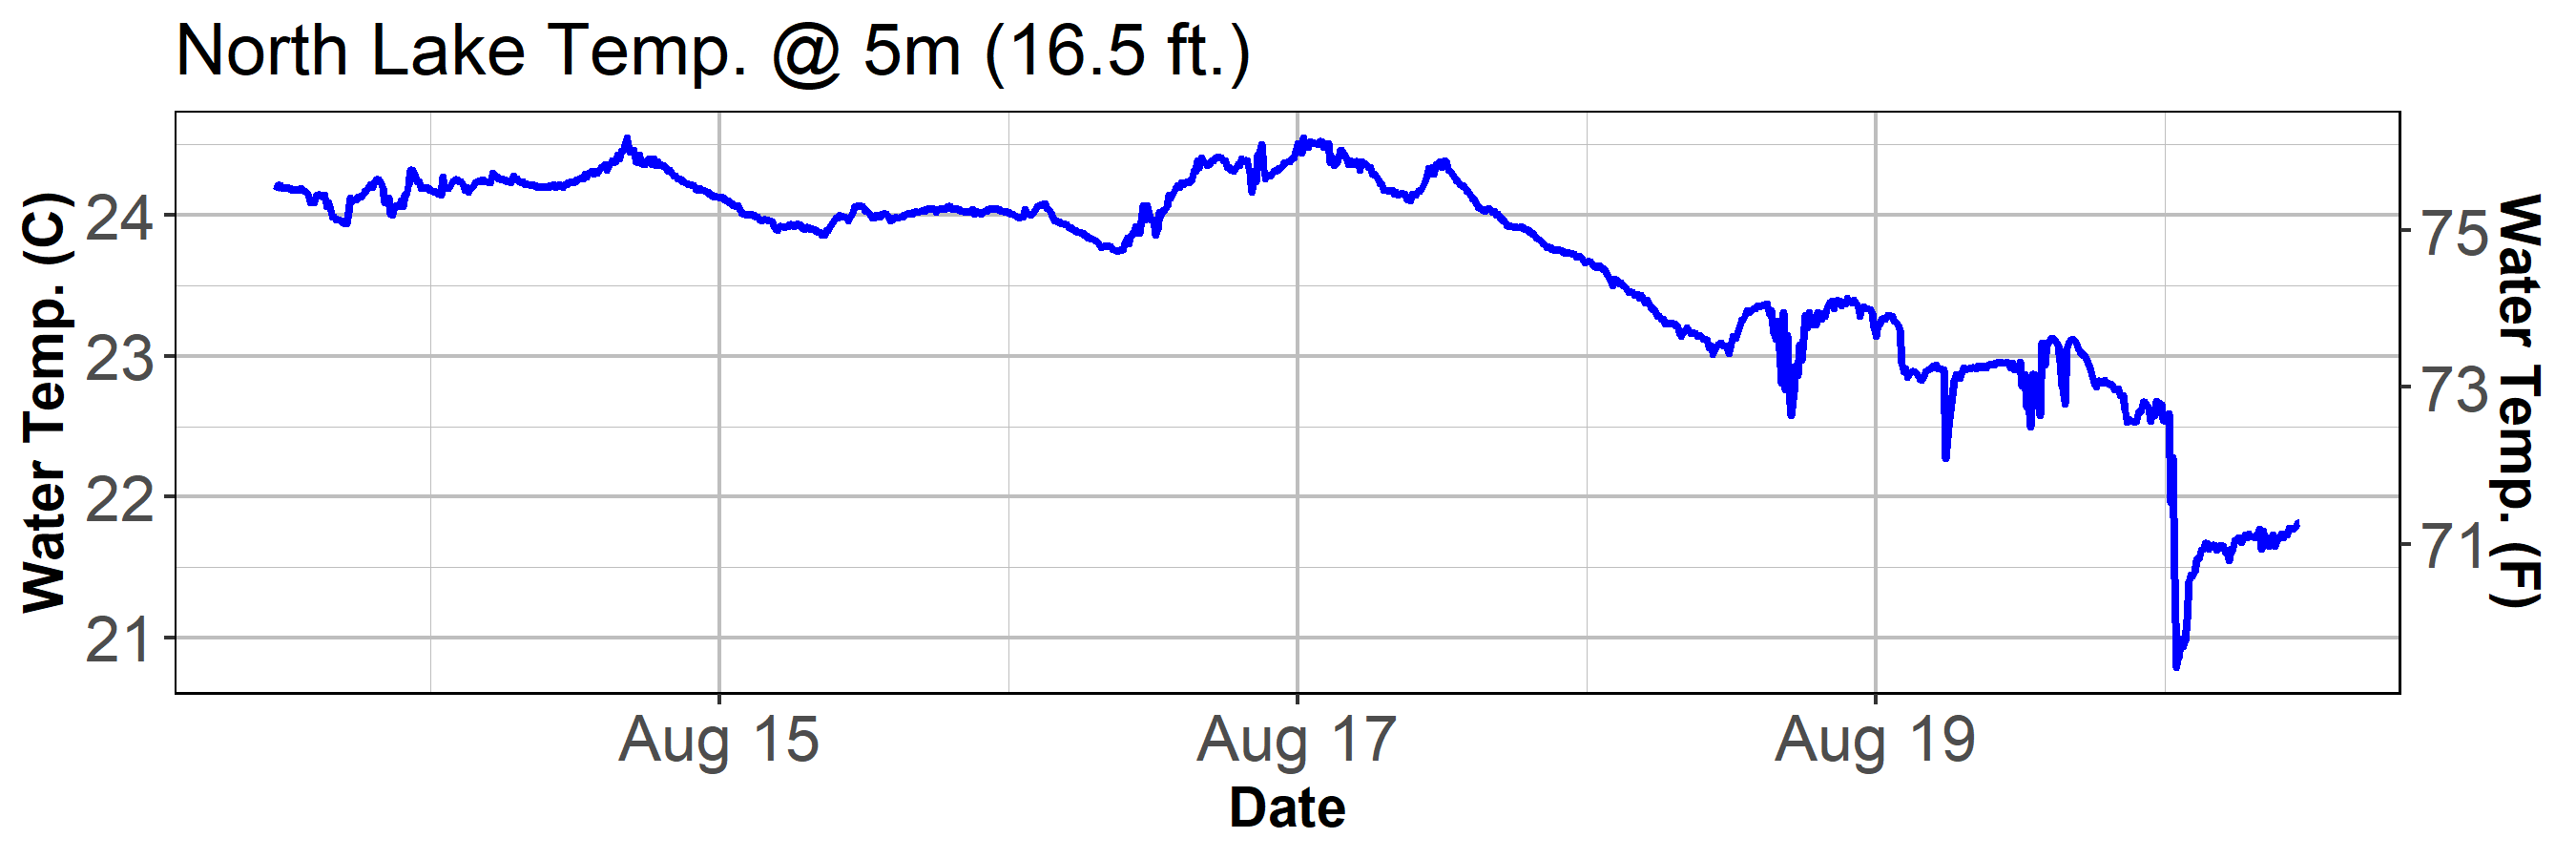 North Lake Temp. @ 5m (16.5 ft.)
Water Temp. (C)
24
23
22
21
75
73
71
Water Temp. (F)
Aug 15
Aug 17
Aug 19
Date